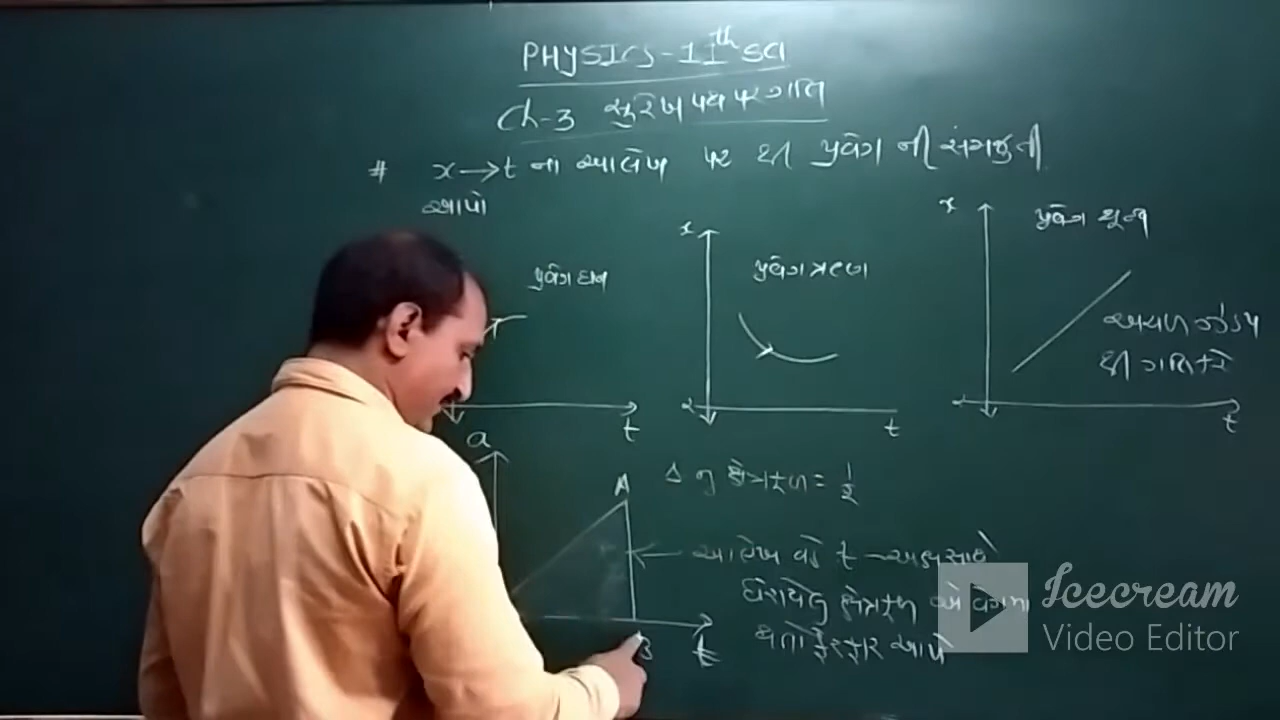 PHYSICS-11th sci
Ch-3 સુરેખ પથ પર ગતિ
# x→t ના આલેખ પર થી પ્રવેગ ની સમજુતી
આપો
પ્રવેગ ધન
t
x
પ્રવેગ ઋણ
t
x
પ્રવેગ શૂન્ય
અચળ ઝડપ
થી ગતિ કરે
t
a
A
B
t
Δ નુ ક્ષેત્રફળ = 1/2
આલેખ વડે t-અક્ષ સાથે
ઘેરાયેલુ ક્ષેત્રફળ એ વેગમા
થતો ફેરફાર આપે
Icecream
Video Editor